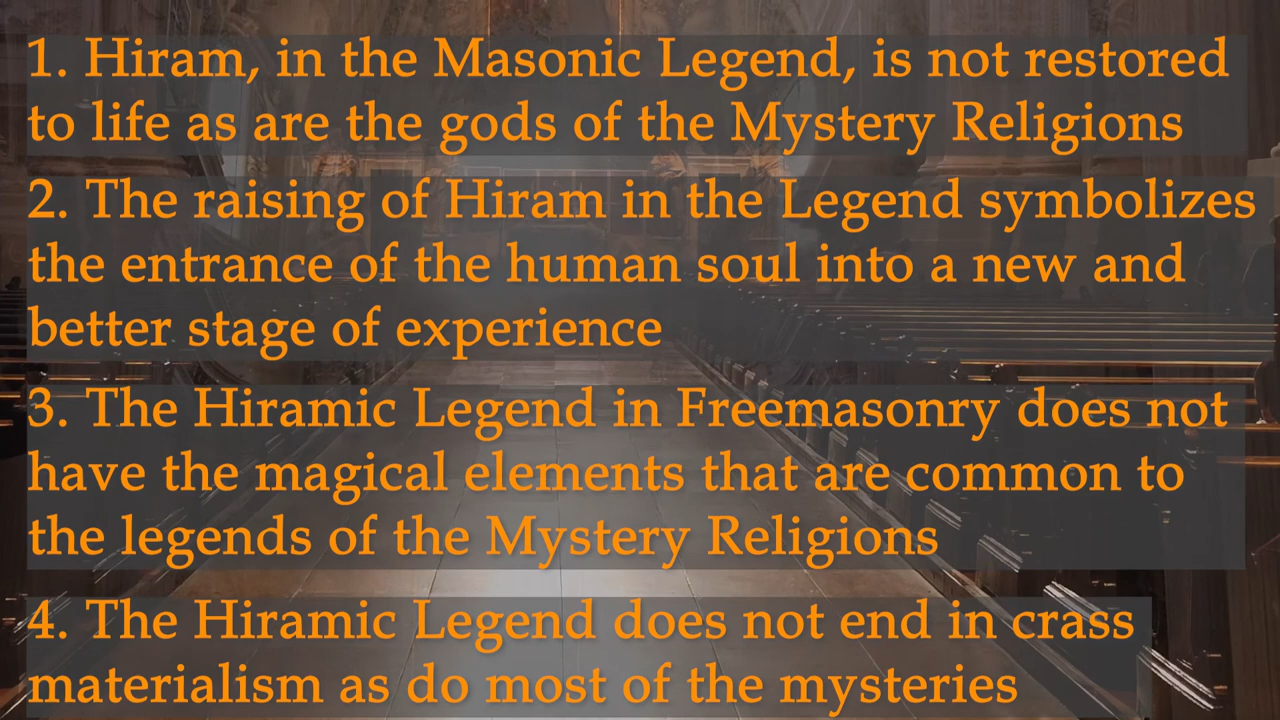 1. Hiram, in the Masonic Legend, is not restored
to life as are the gods of the Mystery Religions
2. The raising of Hiram in the Legend symbolizes
the entrance of the human soul into a new and
better stage of experience
3. The Hiramic Legend in Freemasonry does not
have the magical elements that are common to
the legends of the Mystery Religions
4. The Hiramic Legend does not end in crass
materialism as do most of the mysteries